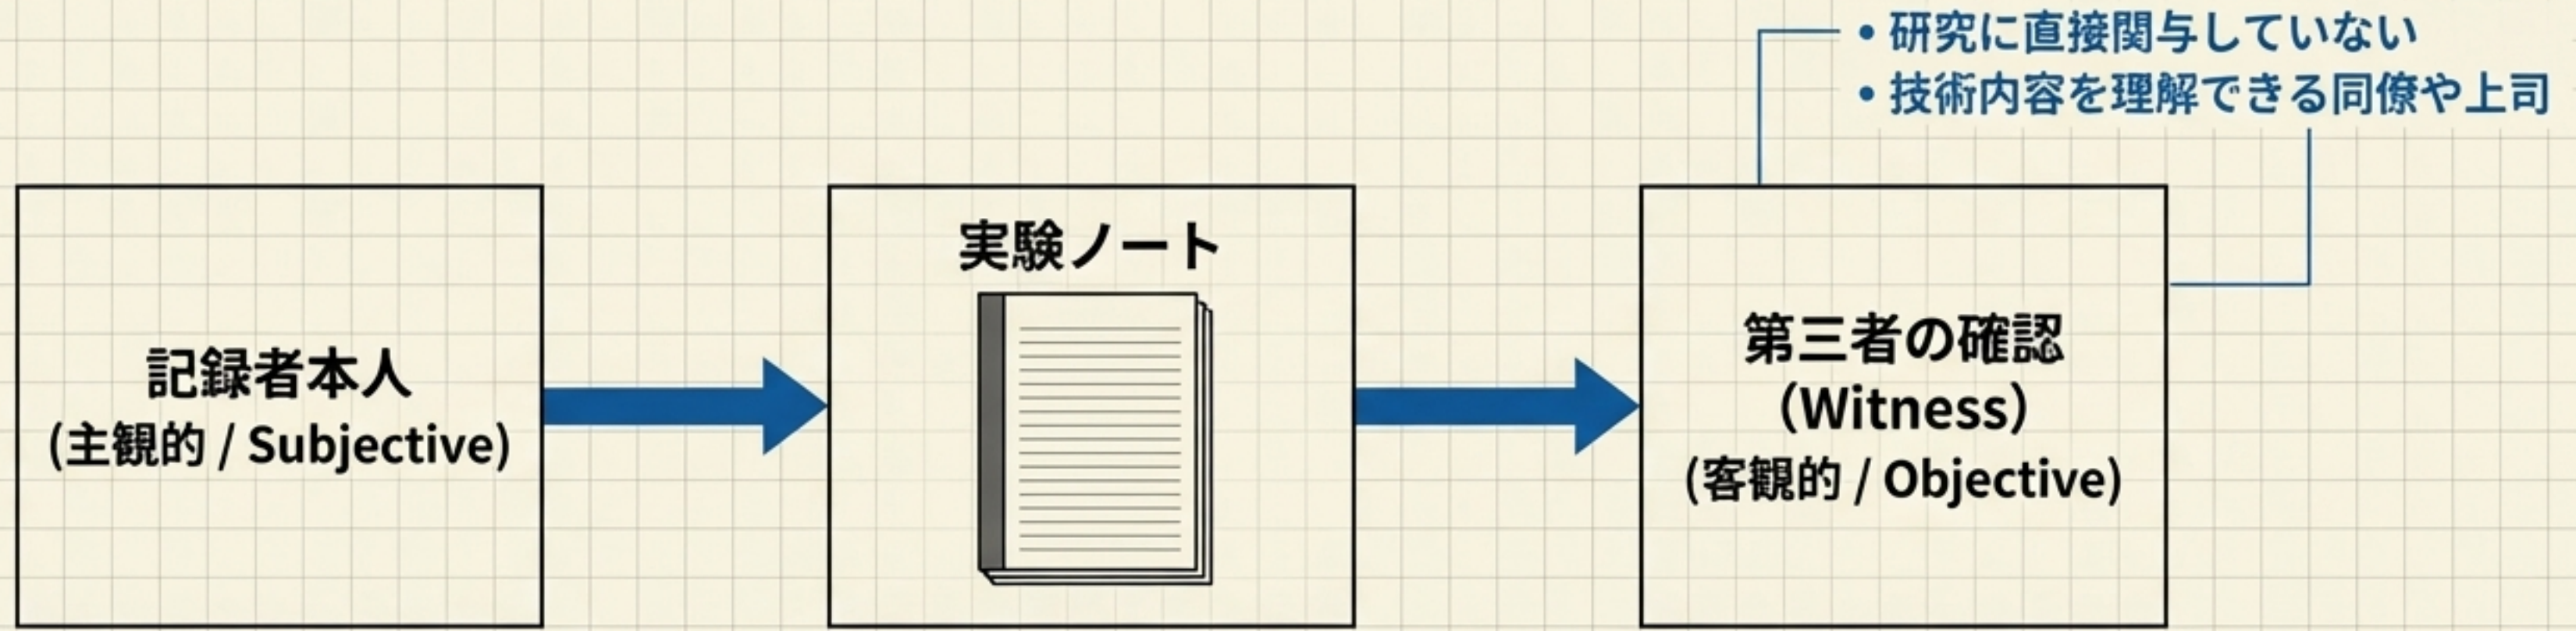 • 研究に直接関与していない
• 技術内容を理解できる同僚や上司
記録者本人
(主観的 / Subjective)
実験ノート
第三者の確認
（Witness）
(客観的 / Objective)